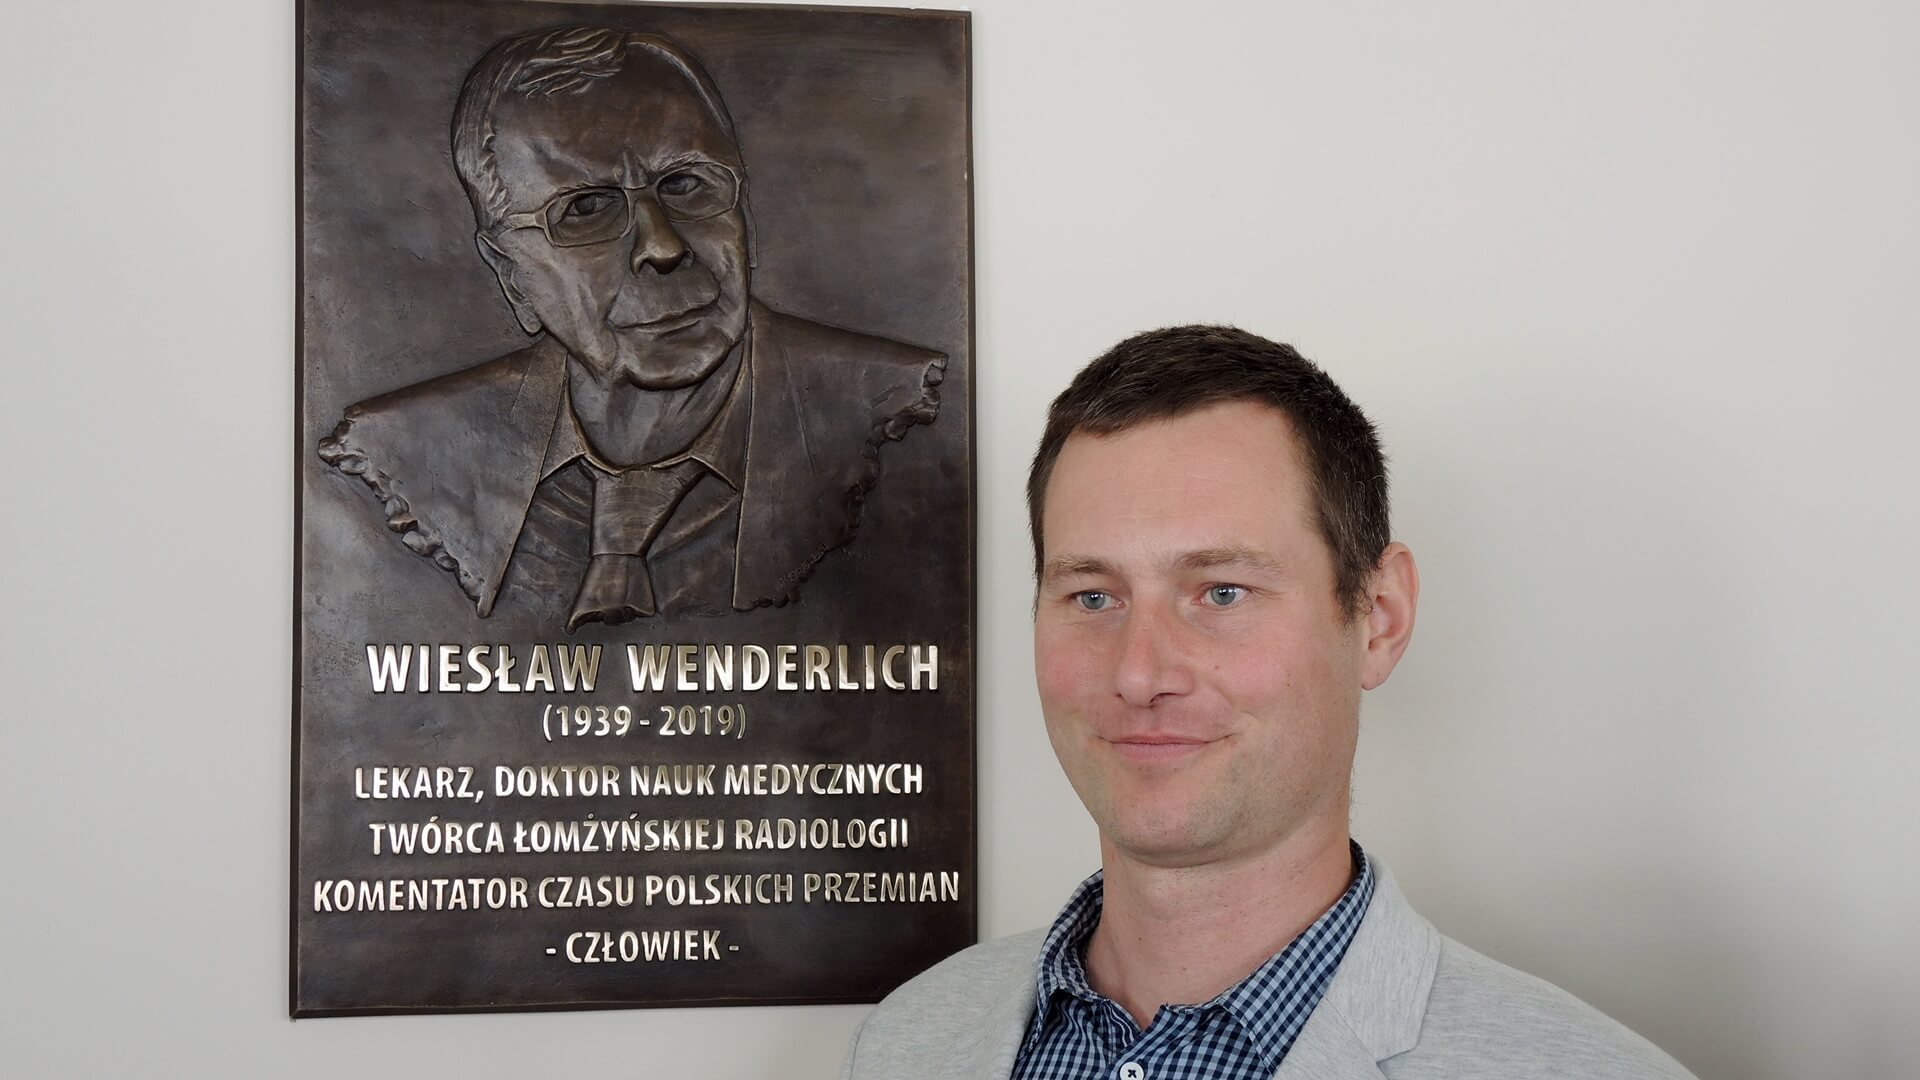 WIESŁAW WENDERLICH
(1939 - 2019)
LEKARZ, DOKTOR NAUK MEDYCZNYCH
TWÓRCA ŁOMŻYŃSKIEJ RADIOLOGII
KOMENTATOR CZASU POLSKICH PRZEMIAN
- CZŁOWIEK -